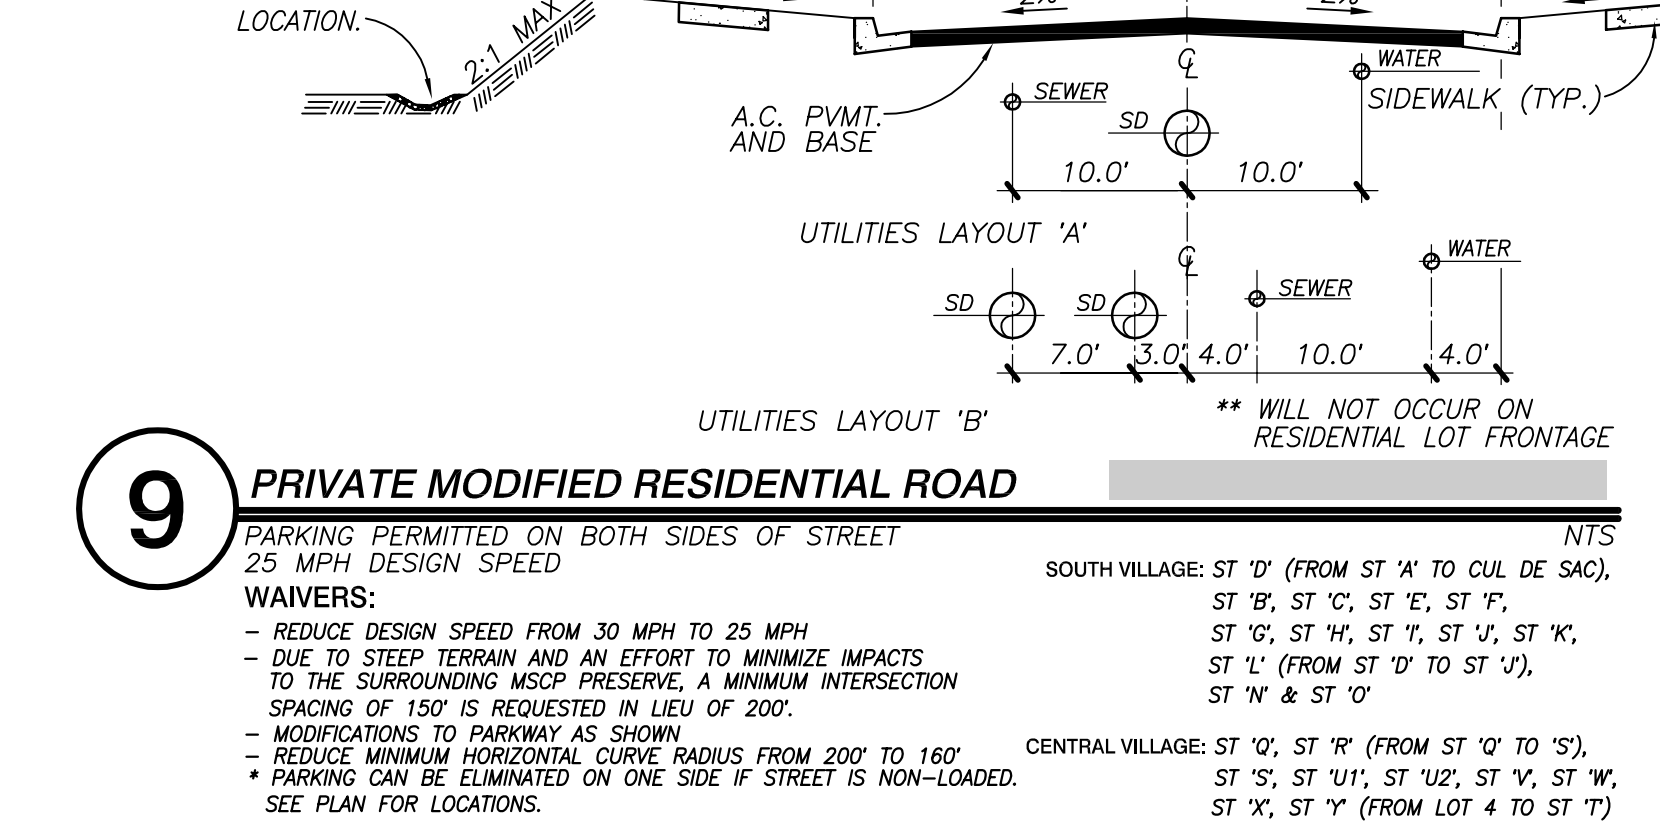 LOCATION.
2:1 MAX
2%
2%
A.C. PVMT.
AND BASE
SEWER
SD
℄
WATER
SIDEWALK (TYP.)
10.0' 10.0'
UTILITIES LAYOUT 'A'
℄
WATER
SD SD SEWER
7.0' 3.0' 4.0' 10.0' 4.0'
UTILITIES LAYOUT 'B'
** WILL NOT OCCUR ON
RESIDENTIAL LOT FRONTAGE
9
PRIVATE MODIFIED RESIDENTIAL ROAD
PARKING PERMITTED ON BOTH SIDES OF STREET
25 MPH DESIGN SPEED
NTS
WAIVERS:
– REDUCE DESIGN SPEED FROM 30 MPH TO 25 MPH
– DUE TO STEEP TERRAIN AND AN EFFORT TO MINIMIZE IMPACTS
TO THE SURROUNDING MSCP PRESERVE, A MINIMUM INTERSECTION
SPACING OF 150' IS REQUESTED IN LIEU OF 200'.
– MODIFICATIONS TO PARKWAY AS SHOWN
– REDUCE MINIMUM HORIZONTAL CURVE RADIUS FROM 200' TO 160'
* PARKING CAN BE ELIMINATED ON ONE SIDE IF STREET IS NON–LOADED.
SEE PLAN FOR LOCATIONS.
SOUTH VILLAGE: ST 'D' (FROM ST 'A' TO CUL DE SAC),
ST 'B', ST 'C', ST 'E', ST 'F',
ST 'G', ST 'H', ST 'I', ST 'J', ST 'K',
ST 'L' (FROM ST 'D' TO ST 'J'),
ST 'N' & ST 'O'
CENTRAL VILLAGE: ST 'Q', ST 'R' (FROM ST 'Q' TO 'S'),
ST 'S', ST 'U1', ST 'U2', ST 'V', ST 'W',
ST 'X', ST 'Y' (FROM LOT 4 TO ST 'T')